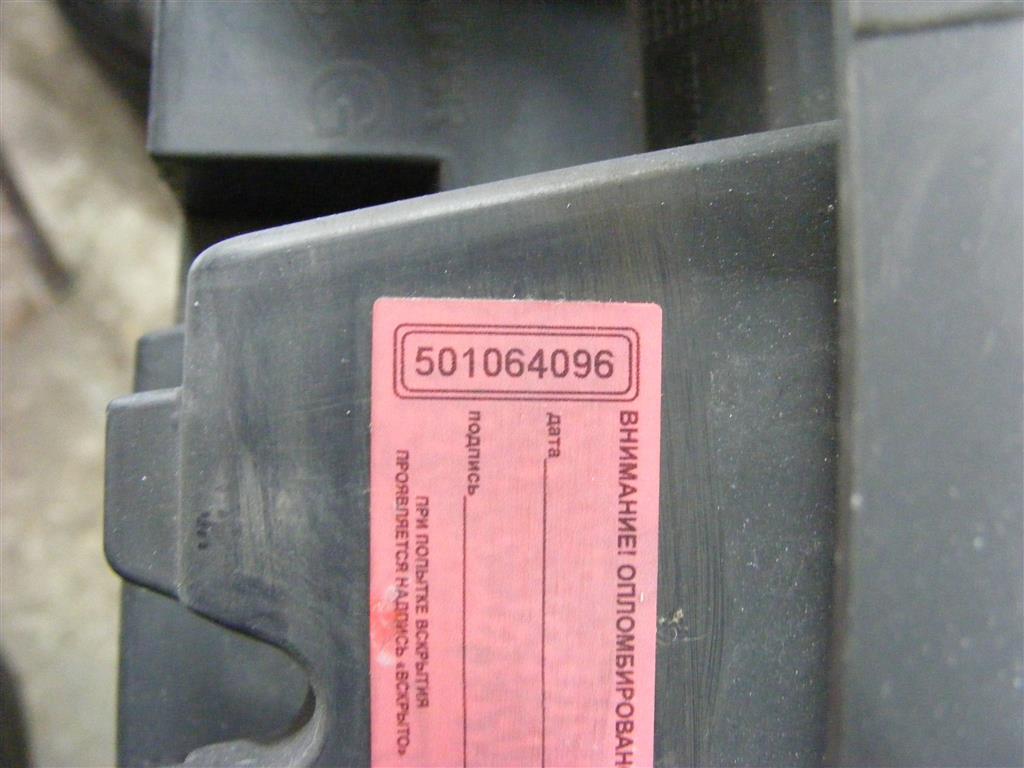 501064096
ВНИМАНИЕ! ОПЛОМБИРОВАН
дата
подпись
ПРИ ПОПЫТКЕ ВСКРЫТИЯ
ПРОЯВЛЯЕТСЯ НАДПИСЬ «ВСКРЫТО»